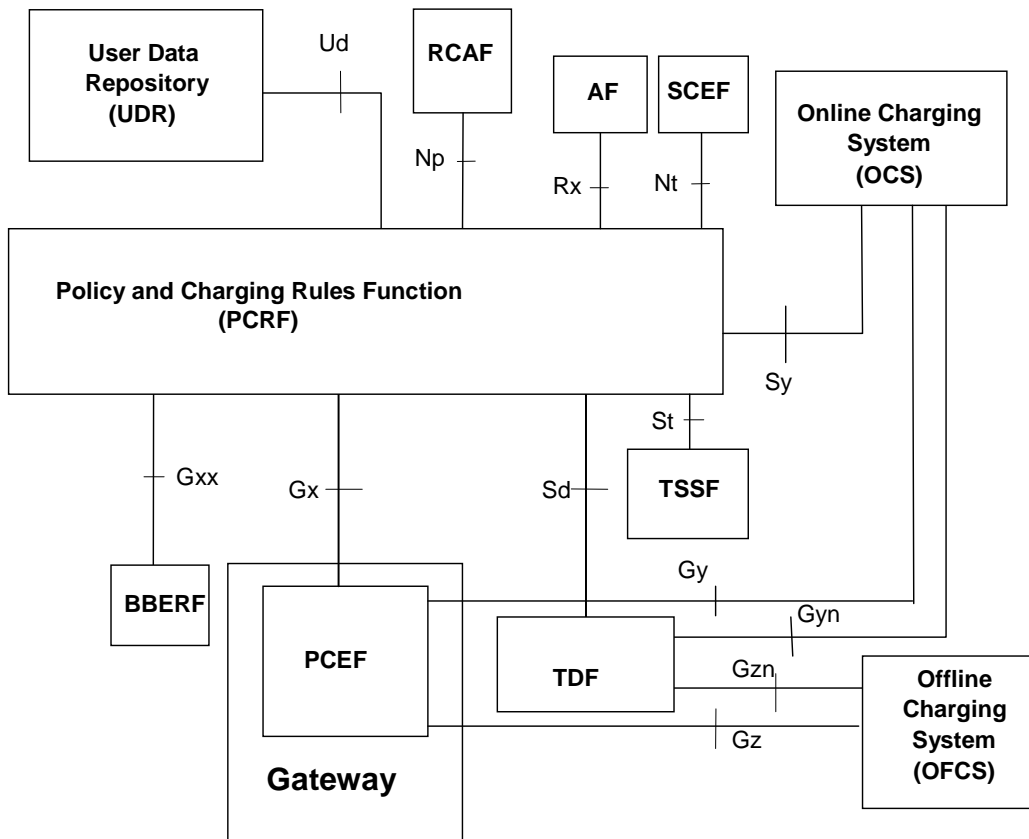 User Data
Repository
(UDR)
Ud
RCAF
AF
SCEF
Online Charging
System
(OCS)
Np
Rx
Nt
Policy and Charging Rules Function
(PCRF)
Sy
St
Gxx
Gx
Sd
TSSF
BBERF
Gy
Gyn
PCEF
TDF
Gzn
Gz
Offline
Charging
System
(OFCS)
Gateway